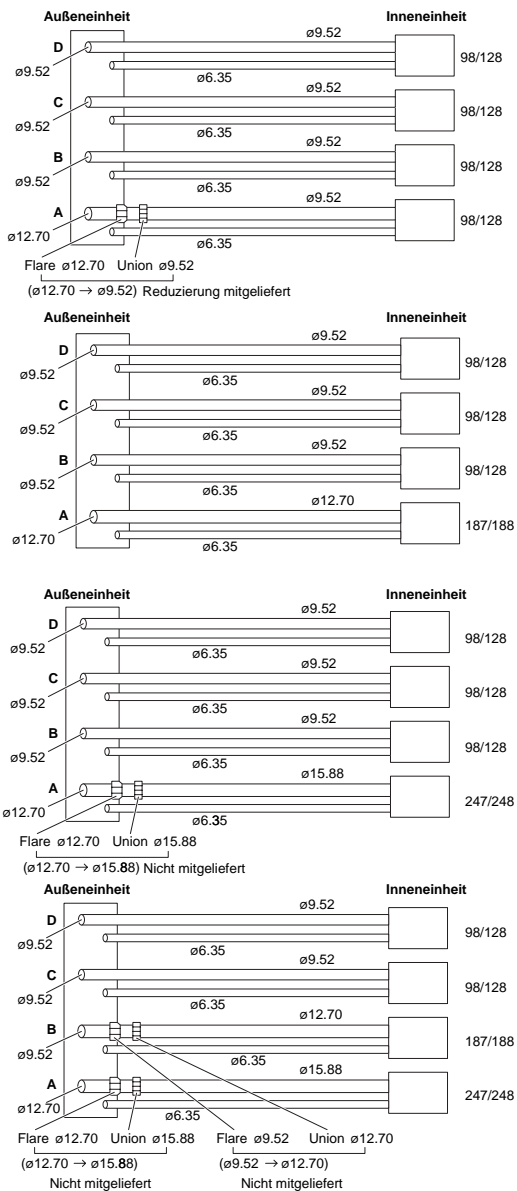 Außeneinheit Inneneinheit
D ø9.52
ø9.52 98/128
ø6.35
C ø9.52
ø9.52 98/128
ø6.35
B ø9.52
ø9.52 98/128
ø6.35
A ø9.52
ø12.70 98/128
ø6.35
Flare ø12.70 Union ø9.52
(ø12.70 → ø9.52) Reduzierung mitgeliefert
Außeneinheit Inneneinheit
D ø9.52
ø9.52 98/128
ø6.35
C ø9.52
ø9.52 98/128
ø6.35
B ø9.52
ø9.52 98/128
ø6.35
A ø12.70
ø12.70 187/188
ø6.35
Außeneinheit Inneneinheit
D ø9.52
ø9.52 98/128
ø6.35
C ø9.52
ø9.52 98/128
ø6.35
B ø9.52
ø9.52 98/128
ø6.35
A ø15.88
ø12.70 247/248
ø6.35
Flare ø12.70 Union ø15.88
(ø12.70 → ø15.88) Nicht mitgeliefert
Außeneinheit Inneneinheit
D ø9.52
ø9.52 98/128
ø6.35
C ø9.52
ø9.52 98/128
ø6.35
B ø12.70
ø9.52 187/188
ø6.35
A ø15.88
ø12.70 247/248
ø6.35
Flare ø12.70 Union ø15.88 Flare ø9.52 Union ø12.70
(ø12.70 → ø15.88) (ø9.52 → ø12.70)
Nicht mitgeliefert Nicht mitgeliefert